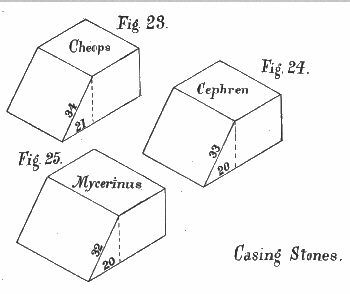 Fig. 23.
Cheops
34
21
Fig. 24.
Cephren
33
20
Fig. 25.
Mycerinus
32
20
Casing Stones.